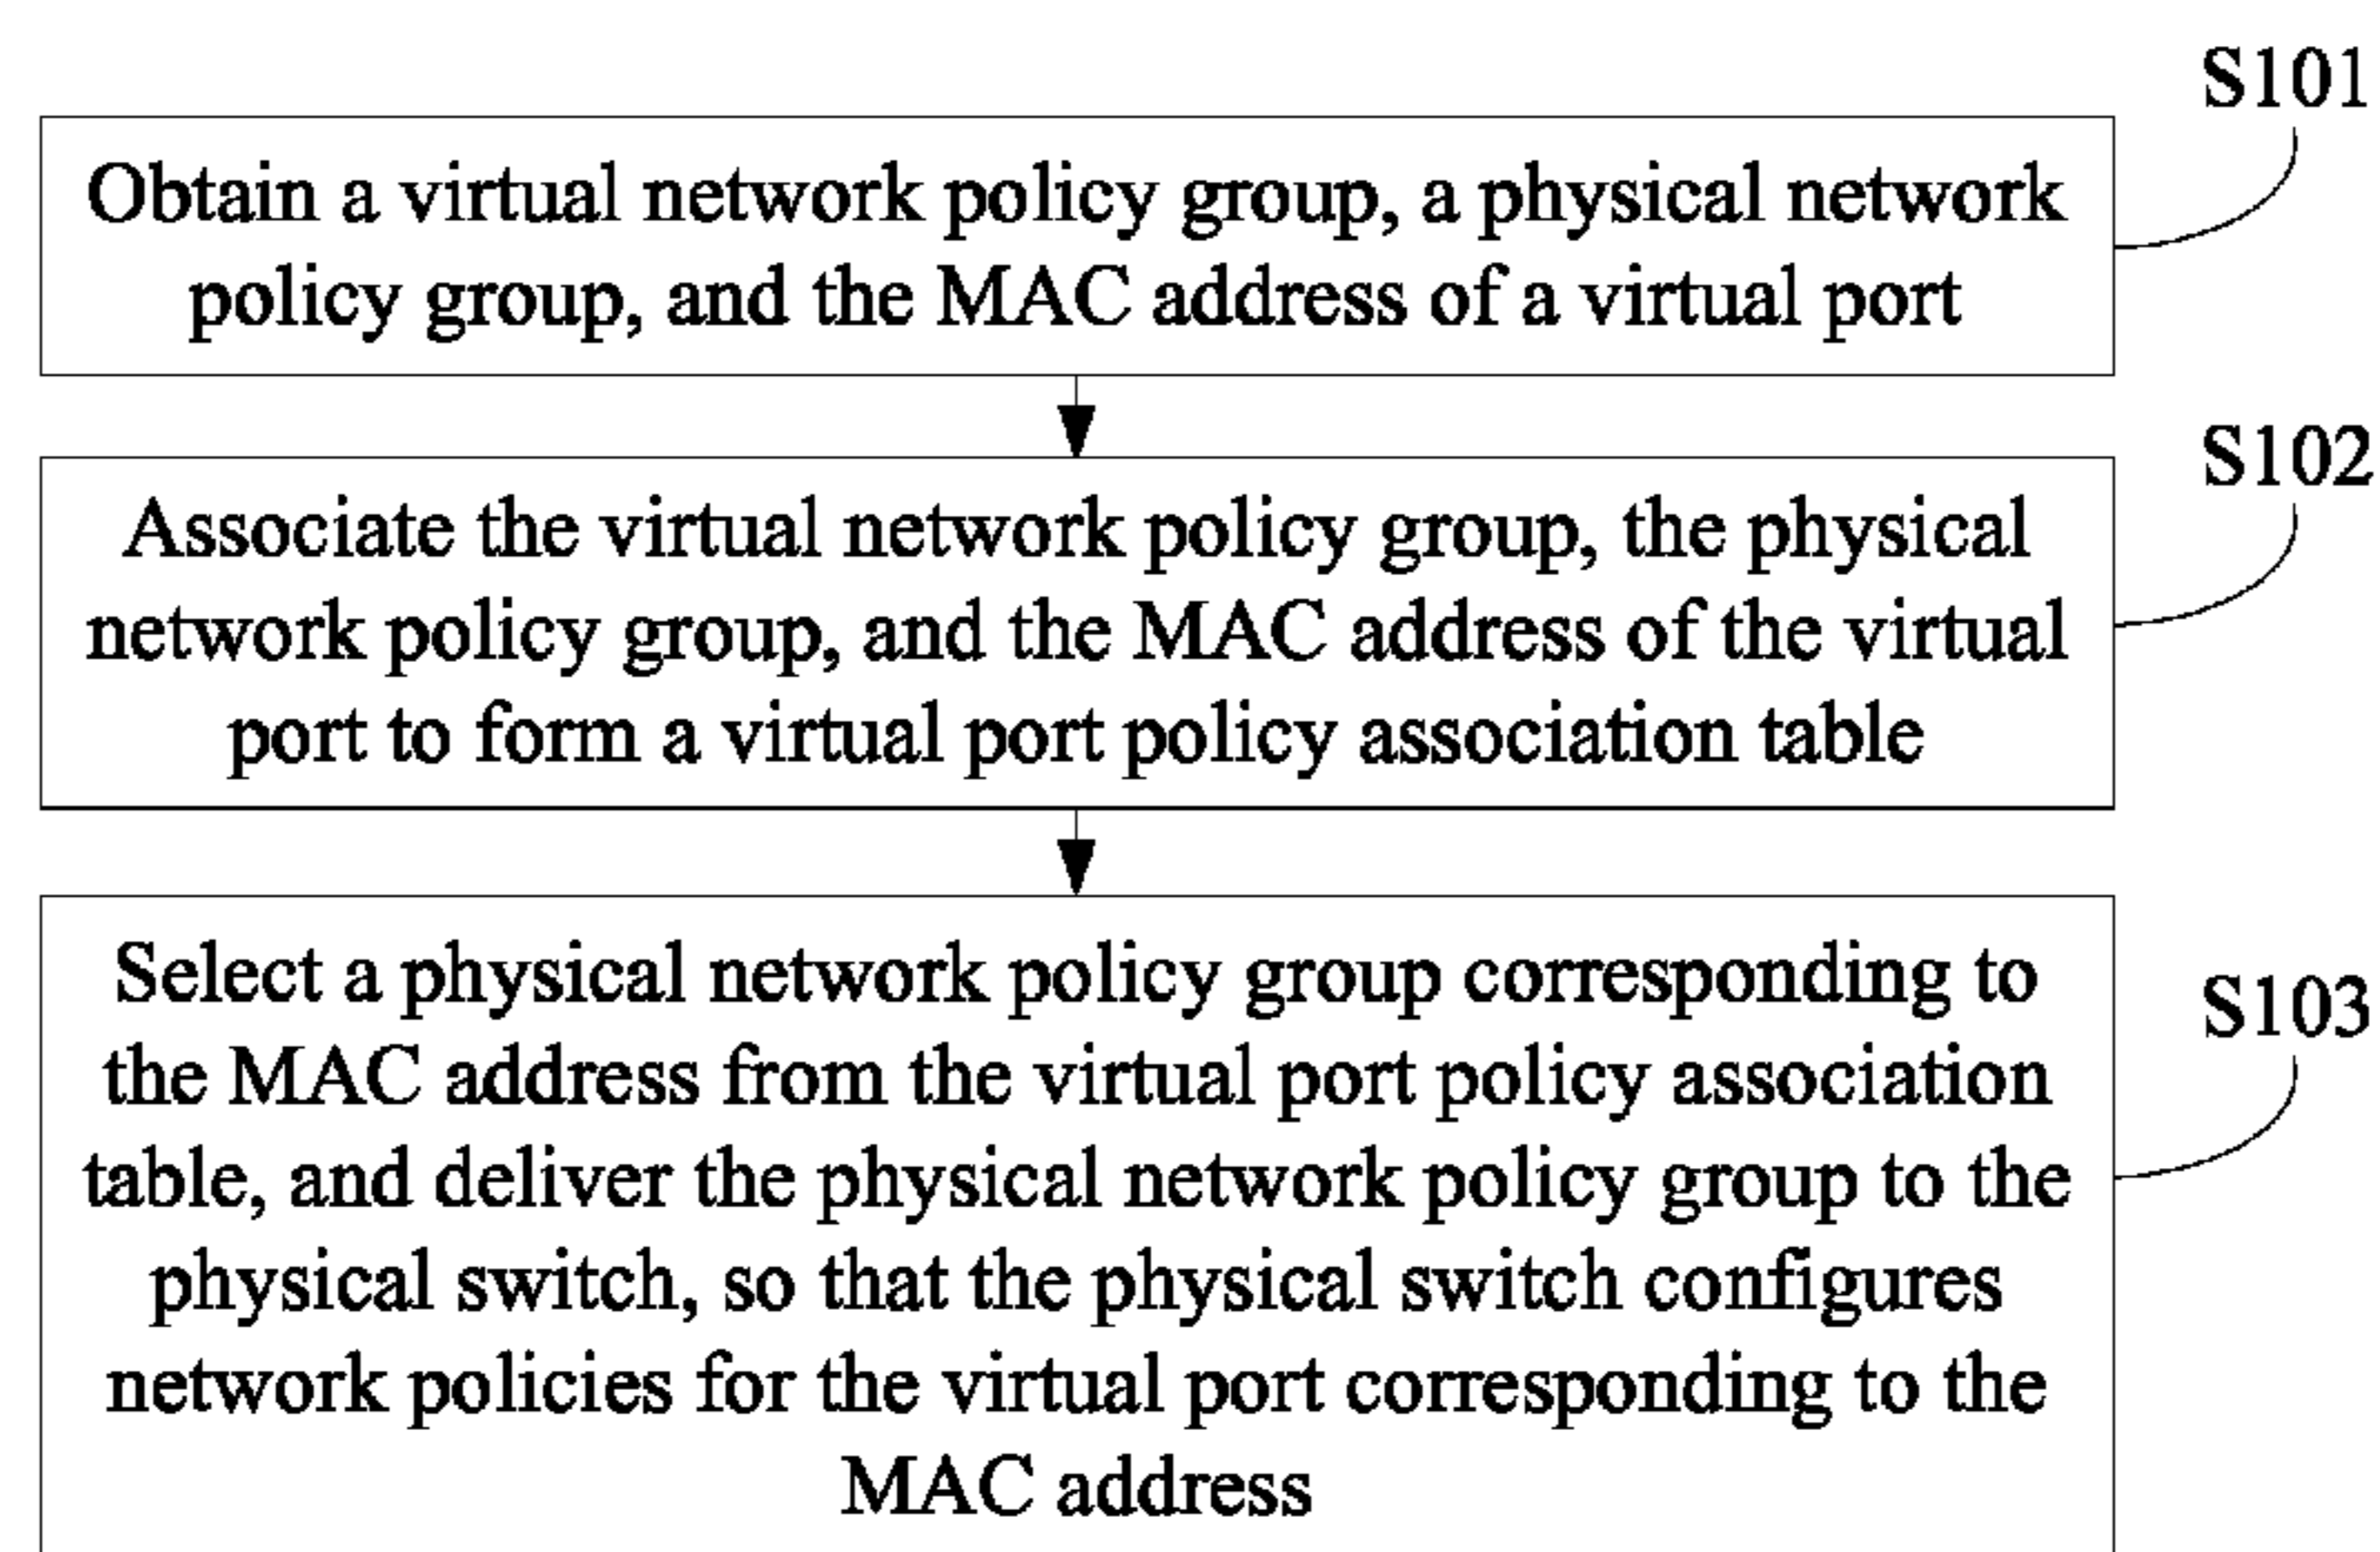 S101
Obtain a virtual network policy group, a physical network
policy group, and the MAC address of a virtual port
S102
Associate the virtual network policy group, the physical
network policy group, and the MAC address of the virtual
port to form a virtual port policy association table
S103
Select a physical network policy group corresponding to
the MAC address from the virtual port policy association
table, and deliver the physical network policy group to the
physical switch, so that the physical switch configures
network policies for the virtual port corresponding to the
MAC address